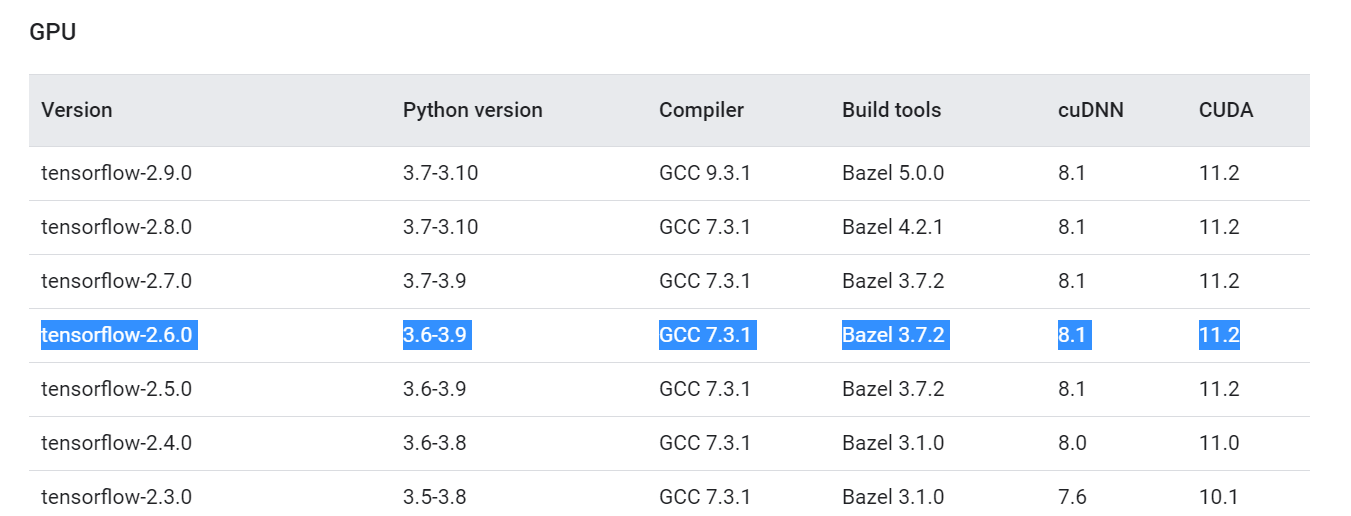 GPU
Version Python version Compiler Build tools cuDNN CUDA
tensorflow-2.9.0 3.7-3.10 GCC 9.3.1 Bazel 5.0.0 8.1 11.2
tensorflow-2.8.0 3.7-3.10 GCC 7.3.1 Bazel 4.2.1 8.1 11.2
tensorflow-2.7.0 3.7-3.9 GCC 7.3.1 Bazel 3.7.2 8.1 11.2
tensorflow-2.6.0 3.6-3.9 GCC 7.3.1 Bazel 3.7.2 8.1 11.2
tensorflow-2.5.0 3.6-3.9 GCC 7.3.1 Bazel 3.7.2 8.1 11.2
tensorflow-2.4.0 3.6-3.8 GCC 7.3.1 Bazel 3.1.0 8.0 11.0
tensorflow-2.3.0 3.5-3.8 GCC 7.3.1 Bazel 3.1.0 7.6 10.1